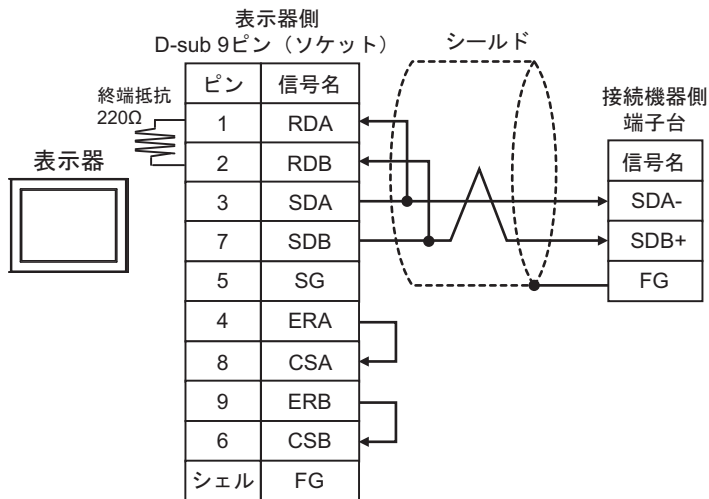 表示器側
D-sub 9ピン（ソケット）
シールド
終端抵抗
220Ω
表示器
ピン 信号名
1 RDA
2 RDB
3 SDA
7 SDB
5 SG
4 ERA
8 CSA
9 ERB
6 CSB
シェル FG
接続機器側
端子台
信号名
SDA-
SDB+
FG